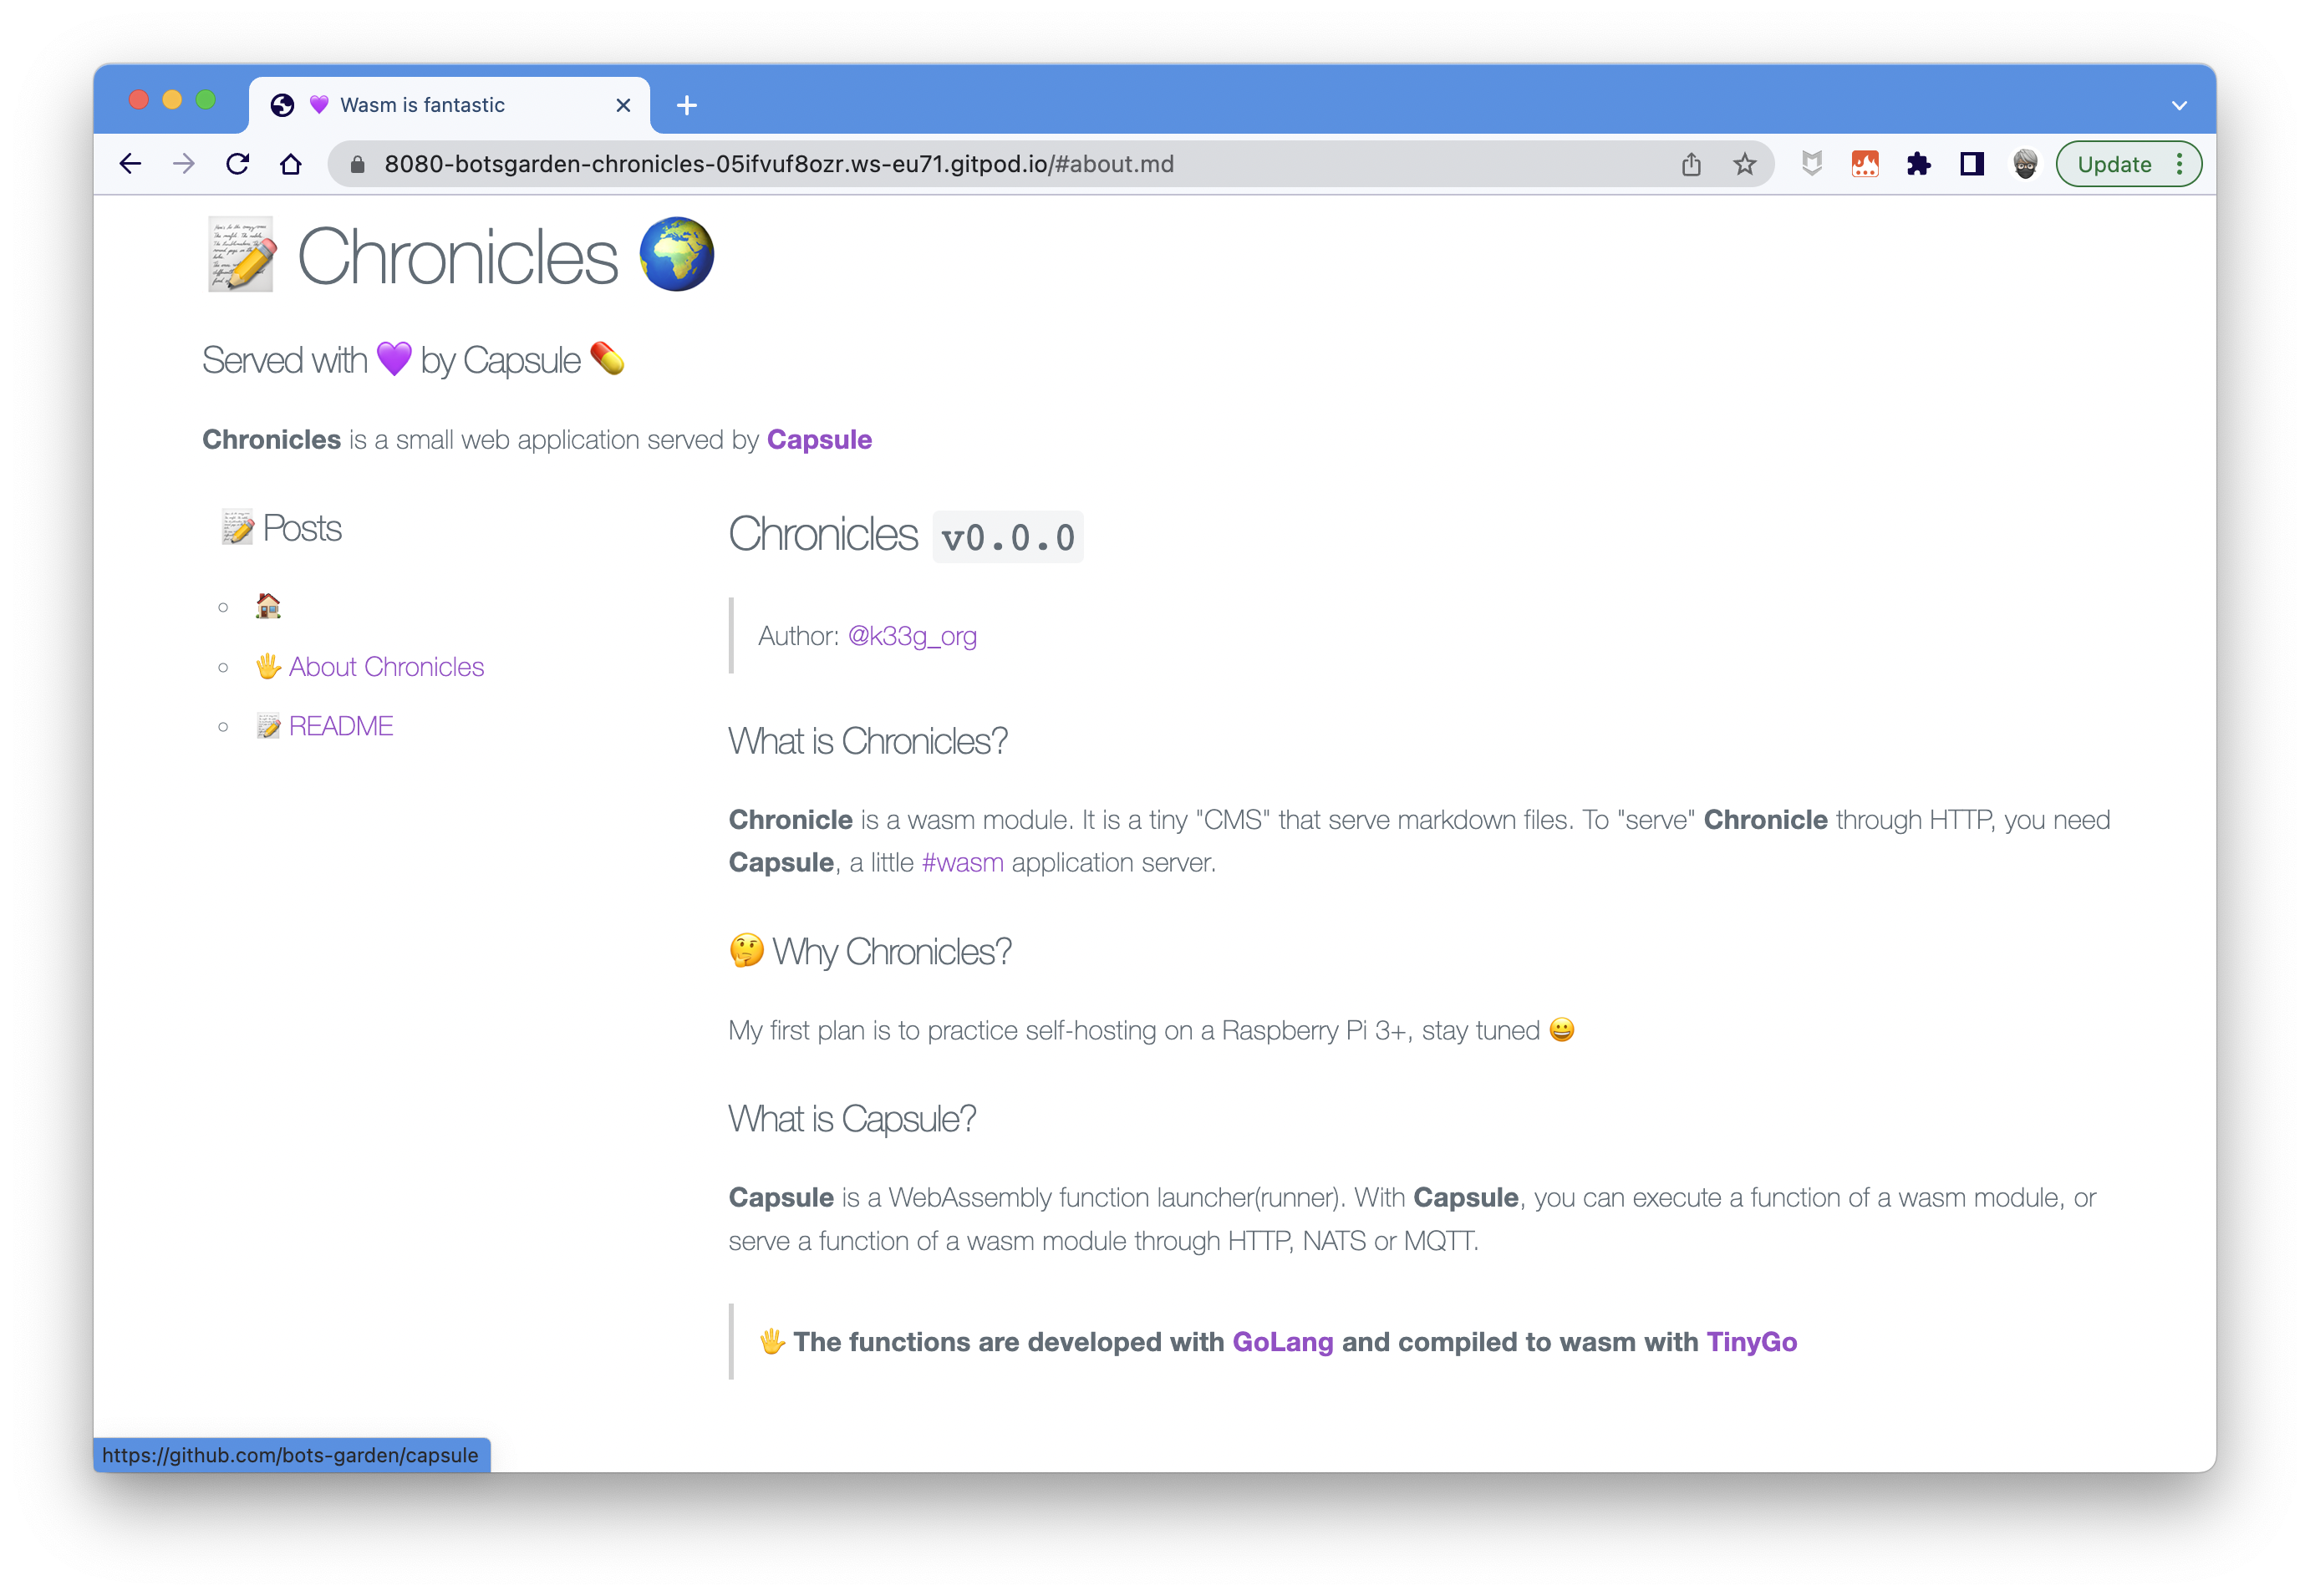 💜 Wasm is fantastic
8080-botsgarden-chronicles-05ifvuf8ozr.ws-eu71.gitpod.io/#about.md
Update
📝 Chronicles 🌍
Served with 💜 by Capsule 💊
Chronicles is a small web application served by Capsule
📝 Posts
🏠
🖐 About Chronicles
📝 README
Chronicles v0.0.0
Author: @k33g_org
What is Chronicles?
Chronicle is a wasm module. It is a tiny "CMS" that serve markdown files. To "serve" Chronicle through HTTP, you need
Capsule, a little #wasm application server.
🤔 Why Chronicles?
My first plan is to practice self-hosting on a Raspberry Pi 3+, stay tuned 😀
What is Capsule?
Capsule is a WebAssembly function launcher(runner). With Capsule, you can execute a function of a wasm module, or
serve a function of a wasm module through HTTP, NATS or MQTT.
🖐 The functions are developed with GoLang and compiled to wasm with TinyGo
https://github.com/bots-garden/capsule